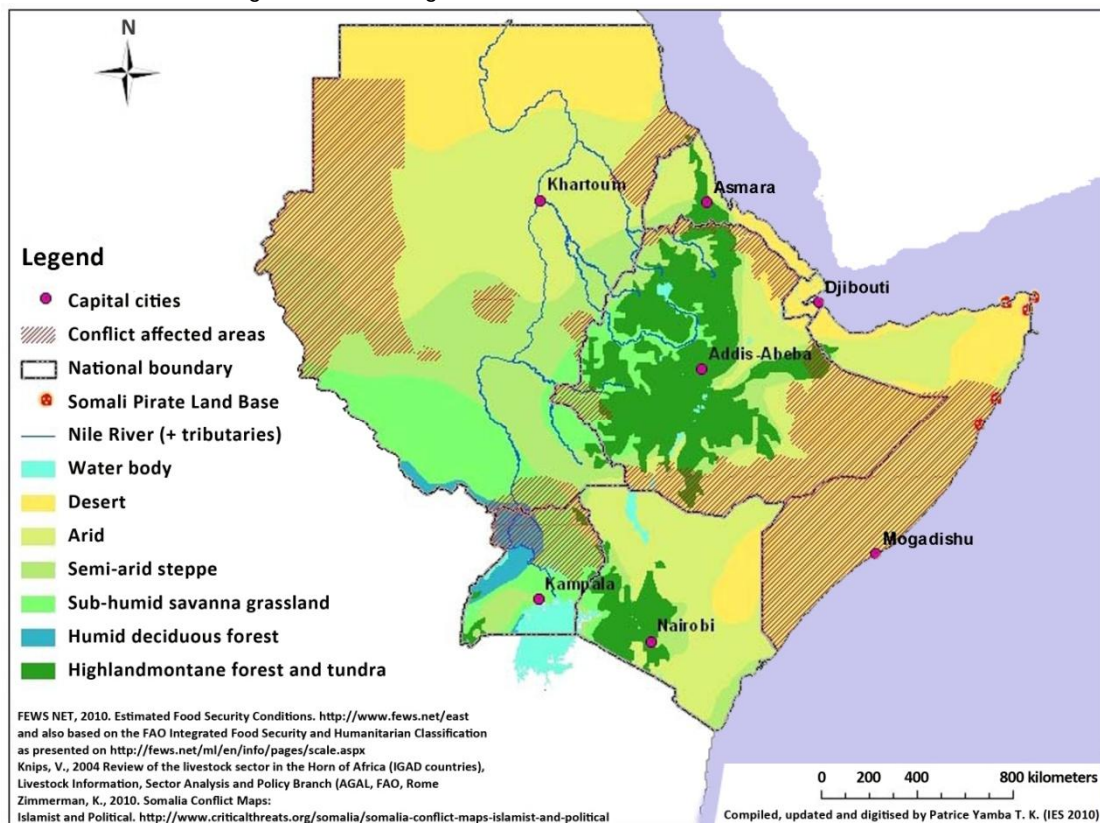 N
Khartoum
Asmara
Djibouti
Addis-Abeba
Mogadishu
Kampala
Nairobi
Legend
Capital cities
Conflict affected areas
National boundary
Somali Pirate Land Base
Nile River (+ tributaries)
Water body
Desert
Arid
Semi-arid steppe
Sub-humid savanna grassland
Humid deciduous forest
Highlandmontane forest and tundra
FEWS NET, 2010. Estimated Food Security Conditions. http://www.fews.net/east
and also based on the FAO Integrated Food Security and Humanitarian Classification
as presented on http://fews.net/ml/en/info/pages/scale.aspx
Knips, V., 2004 Review of the livestock sector in the Horn of Africa (IGAD countries),
Livestock Information, Sector Analysis and Policy Branch (AGAL, FAO, Rome
Zimmerman, K., 2010. Somalia Conflict Maps:
Islamist and Political. http://www.criticalthreats.org/somalia/somalia-conflict-maps-islamist-and-political
0 200 400 800 kilometers
Compiled, updated and digitised by Patrice Yamba T. K. (IES 2010)